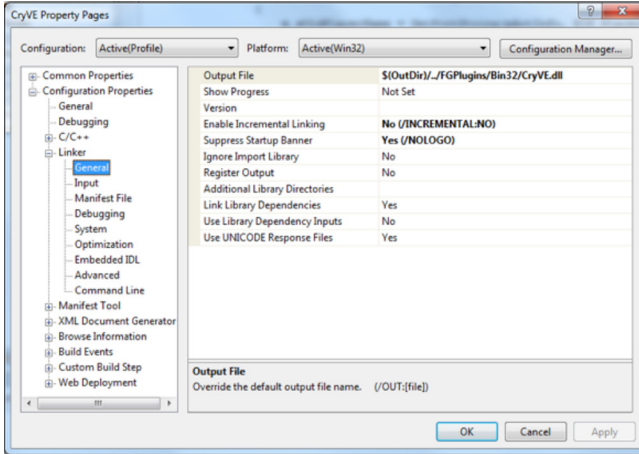 CryVE Property Pages
Configuration: Active(Profile) Platform: Active(Win32) Configuration Manager...
Common Properties
Configuration Properties
General
Debugging
C/C++
Linker
General
Input
Manifest File
Debugging
System
Optimization
Embedded IDL
Advanced
Command Line
Manifest Tool
XML Document Generator
Browse Information
Build Events
Custom Build Step
Web Deployment
Output File $(OutDir)/../FGPlugins/Bin32/CryVE.dll
Show Progress Not Set
Version
Enable Incremental Linking No (/INCREMENTAL:NO)
Suppress Startup Banner Yes (/NOLOGO)
Ignore Import Library No
Register Output No
Additional Library Directories
Link Library Dependencies Yes
Use Library Dependency Inputs No
Use UNICODE Response Files Yes
Output File
Override the default output file name. (/OUT:[file])
OK Cancel Apply